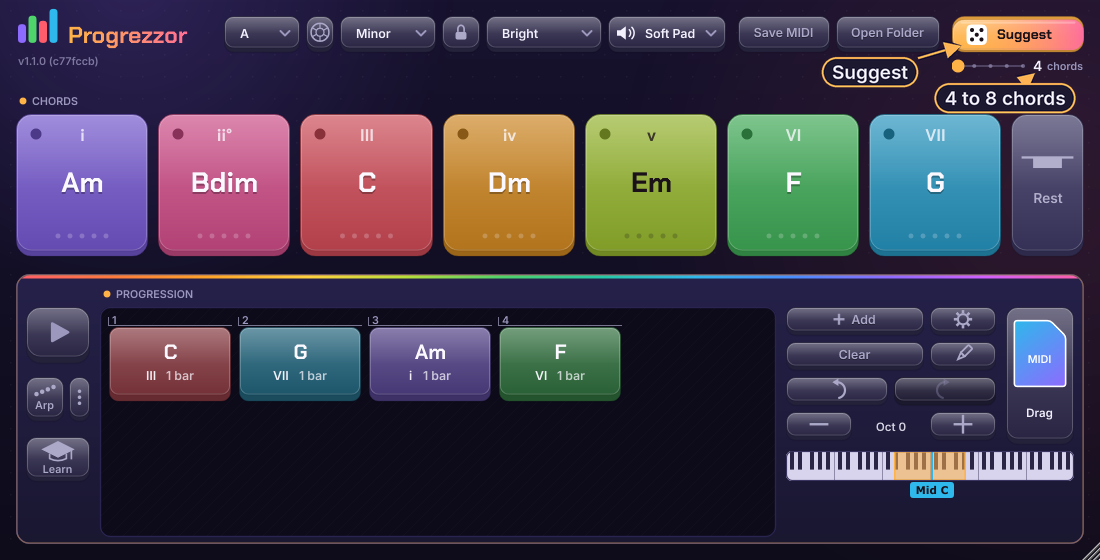 Progrezzor
v1.1.0 (c77fccb)
A
Minor
Bright
Soft Pad
Save MIDI
Open Folder
Suggest
4 chords
Suggest
4 to 8 chords
CHORDS
i
Am
ii°
Bdim
III
C
iv
Dm
v
Em
VI
F
VII
G
Rest
PROGRESSION
1
C
III 1 bar
2
G
VII 1 bar
3
Am
i 1 bar
4
F
VI 1 bar
Arp
Learn
+ Add
Clear
Oct 0
MIDI
Drag
Mid C